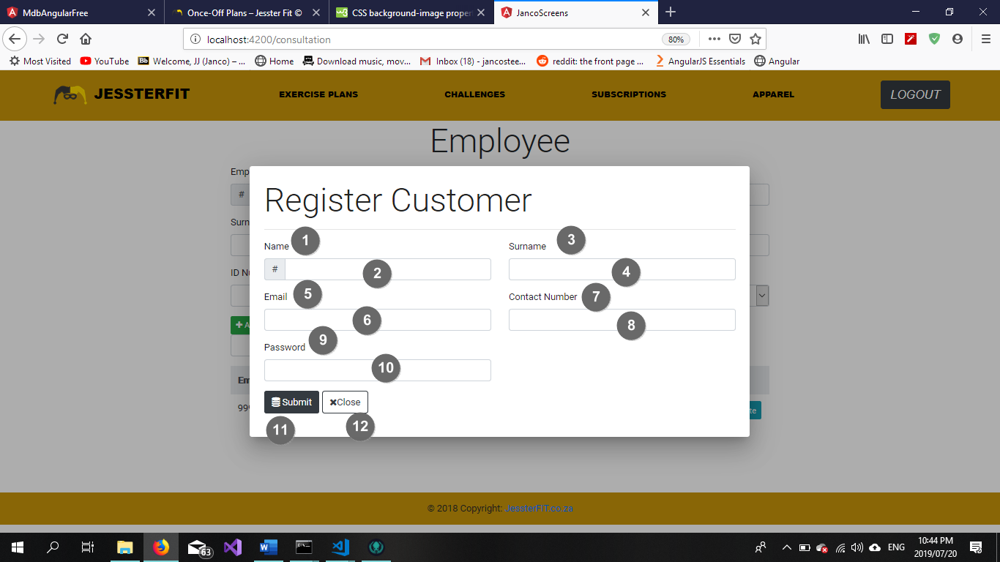 MdbAngularFree
Once-Off Plans – Jesster Fit ©
CSS background-image proper
JancoScreens
localhost:4200/consultation
80%
Most Visited
YouTube
Welcome, JJ (Janco) – ...
Home
Download music, mov...
Inbox (18) - jancostee...
reddit: the front page ...
AngularJS Essentials
Angular
JESSTERFIT
EXERCISE PLANS
CHALLENGES
SUBSCRIPTIONS
APPAREL
LOGOUT
Employee
Emp
#
Surn
ID Nu
A
Em
999
te
Register Customer
Name 1
Surname 3
# 2
4
Email 5
Contact Number 7
6
8
Password 9
10
Submit
Close
11
12
© 2018 Copyright: JessterFIT.co.za
63
ENG
10:44 PM
2019/07/20